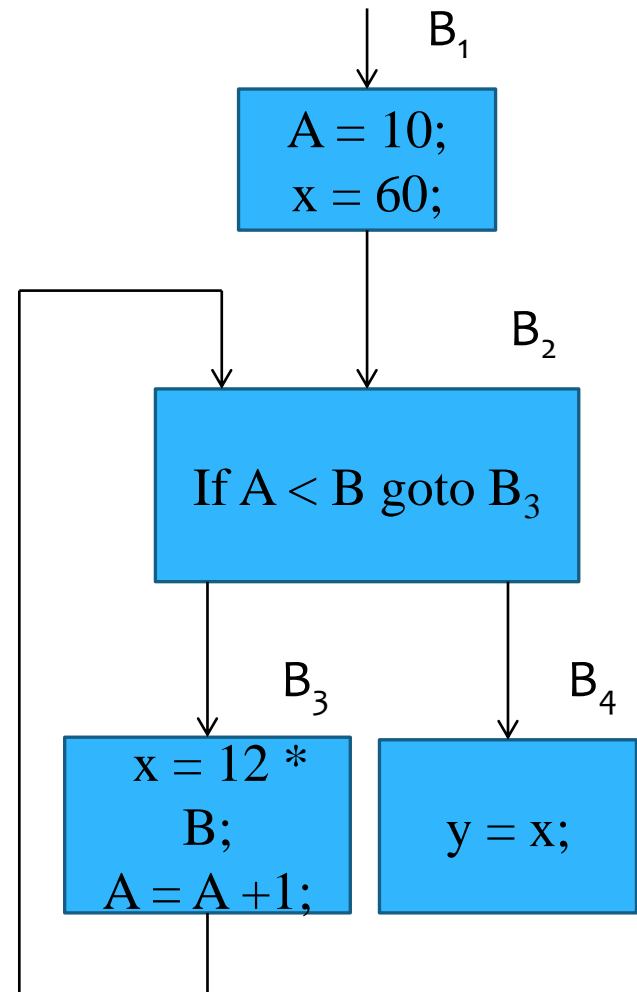 B₁
A = 10;
x = 60;
B₂
If A < B goto B₃
B₃
B₄
x = 12 *
B;
A = A +1;
y = x;